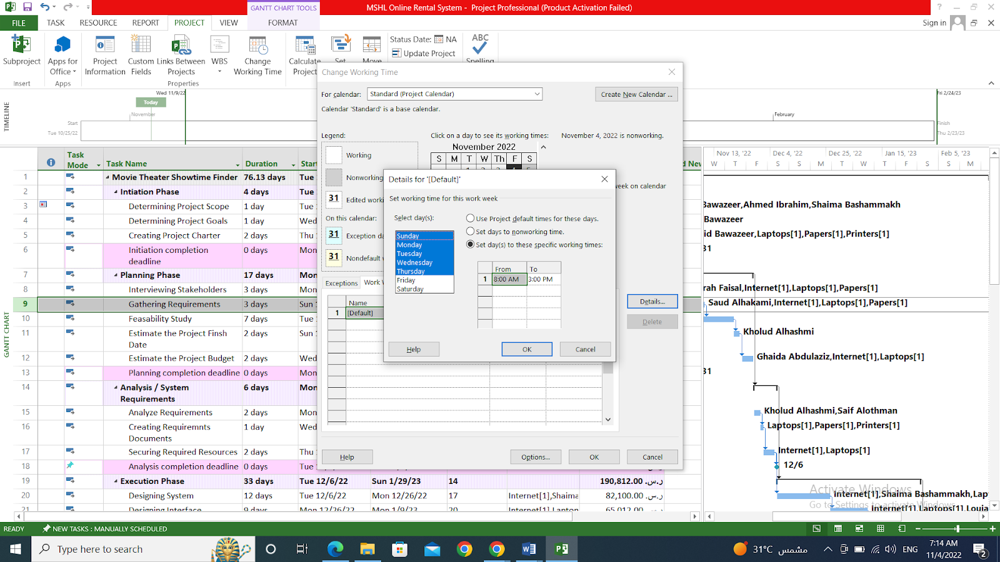 GANTT CHART TOOLS
MSHL Online Rental System - Project Professional (Product Activation Failed)
FILE TASK RESOURCE REPORT PROJECT VIEW FORMAT
Sign in
Subproject
Apps for Office
Project Information
Custom Fields
Links Between Projects
WBS
Change Working Time
Calculate Project
Set
Move
Status Date: NA
Update Project
ABC
Spelling
Insert Apps Properties
TIMELINE
Wed 11/9/22
Today
November
Start
Tue 10/25/22
February
Fri 2/24/23
Finish
Thu 2/23/23
Change Working Time
For calendar: Standard (Project Calendar)
Create New Calendar ...
Calendar 'Standard' is a base calendar.
Legend:
Working
Nonworking
31 Edited worki
On this calendar:
31 Exception da
31 Nondefault
Click on a day to see its working times:
November 4, 2022 is nonworking.
November 2022
S M T W Th F S
eek on calendar
Exceptions Work W
Name
1 [Default]
Details...
Delete
Help Options... OK Cancel
Details for '[Default]'
Set working time for this work week
Select day(s):
Sunday
Monday
Tuesday
Wednesday
Thursday
Friday
Saturday
Use Project default times for these days.
Set days to nonworking time.
Set day(s) to these specific working times:
From To
1 8:00 AM 3:00 PM
Help OK Cancel
GANTT CHART
Task Mode Task Name Duration Start
d New
1 Movie Theater Showtime Finder 76.13 days Tue
2 Intiation Phase 4 days Tue
3 Determining Project Scope 1 day Tue
4 Determining Project Goals 1 day Wed
5 Creating Project Charter 2 days Thu
6 Initiation completion deadline 0 days Mon
7 Planning Phase 17 days Mon
8 Interviewing Stakeholders 3 days Mon
9 Gathering Requirements 3 days Sun
10 Feasability Study 7 days Tue
11 Estimate the Project Finsh Date 2 days Sun
12 Estimate the Project Budget 2 days Wed
13 Planning completion deadline 0 days Mon
14 Analysis / System Requirements 6 days Mon
15 Analyze Requirements 2 days Mon
16 Creating Requiremnts Documents 1 day Wed
17 Securing Required Resources 2 days Thu
18 Analysis completion deadline 0 days Tue
19 Execution Phase 33 days Tue 12/6/22 Sun 1/29/23 14 190,812.00 ر.س.
20 Designing System 12 days Tue 12/6/22 Mon 12/26/22 17 Internet[1],Shaima 82,100.00 ر.س.
21 Designing Interface 9 days Mon 12/26/22 Mon 1/9/23 20 Internet[1],Lapton 65,012.00 ر.س.
Nov 13, '22 Dec 4, '22 Dec 25, '22 Jan 15, '23 Feb 5, '23
W T F S S M T W T F S S M
Bawazeer,Ahmed Ibrahim,Shaima Bashammakh
Bawazeer
id Bawazeer,Laptops[1],Papers[1],Printers[1]
31
rah Faisal,Internet[1],Laptops[1],Papers[1]
Saud Alhakami,Internet[1],Laptops[1],Papers[1]
Kholud Alhashmi
Ghaida Abdulaziz,Internet[1],Laptops[1]
31
Kholud Alhashmi,Saif Alothman
Laptops[1],Papers[1],Printers[1]
Internet[1],Laptops[1]
12/6
Internet[1],Shaima Bashammakh,Lap
Internet[1],Laptops[1],Loujai
Activate Windows
Go to Settings to activate Windows.
READY NEW TASKS : MANUALLY SCHEDULED
Type here to search
31°C مشمس
ENG
7:14 AM
11/4/2022
2